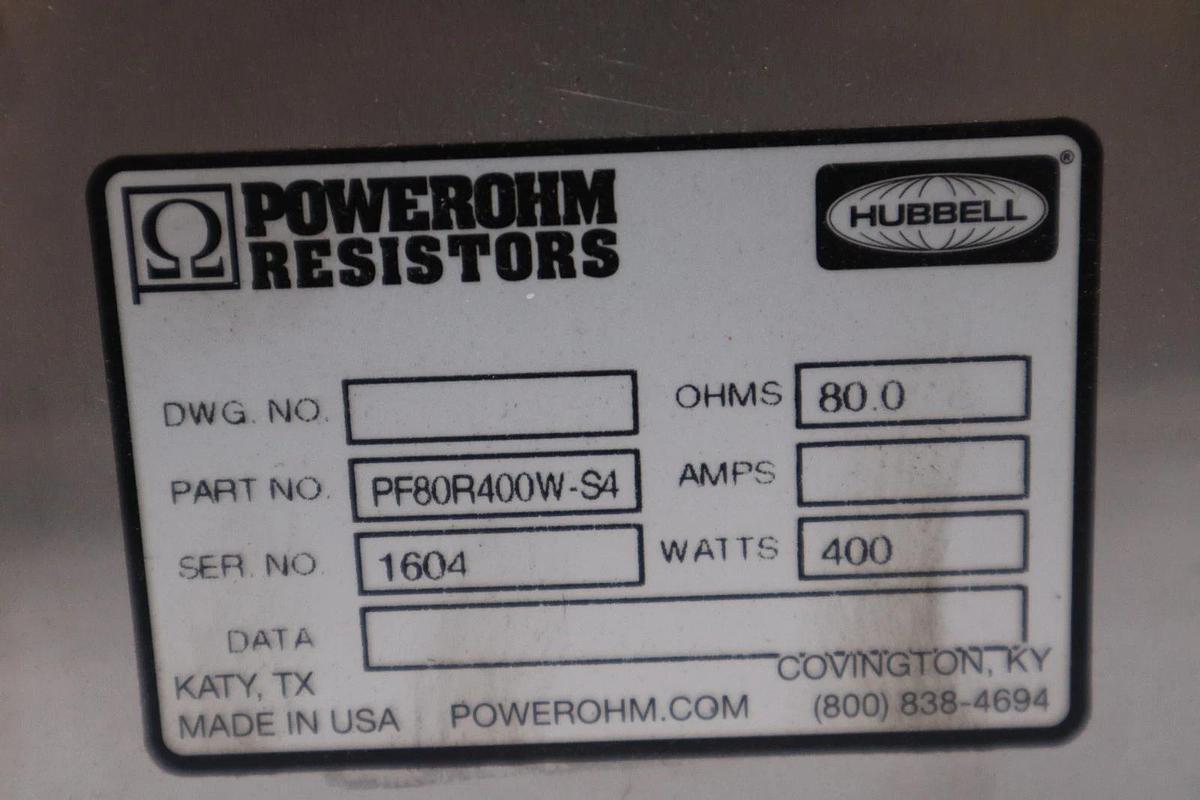 Ω POWEROHM
RESISTORS
HUBBELL ®
DWG. NO.
OHMS 80.0
PART NO. PF80R400W-S4
AMPS
SER. NO. 1604
WATTS 400
DATA
KATY, TX
COVINGTON, KY
MADE IN USA POWEROHM.COM (800) 838-4694